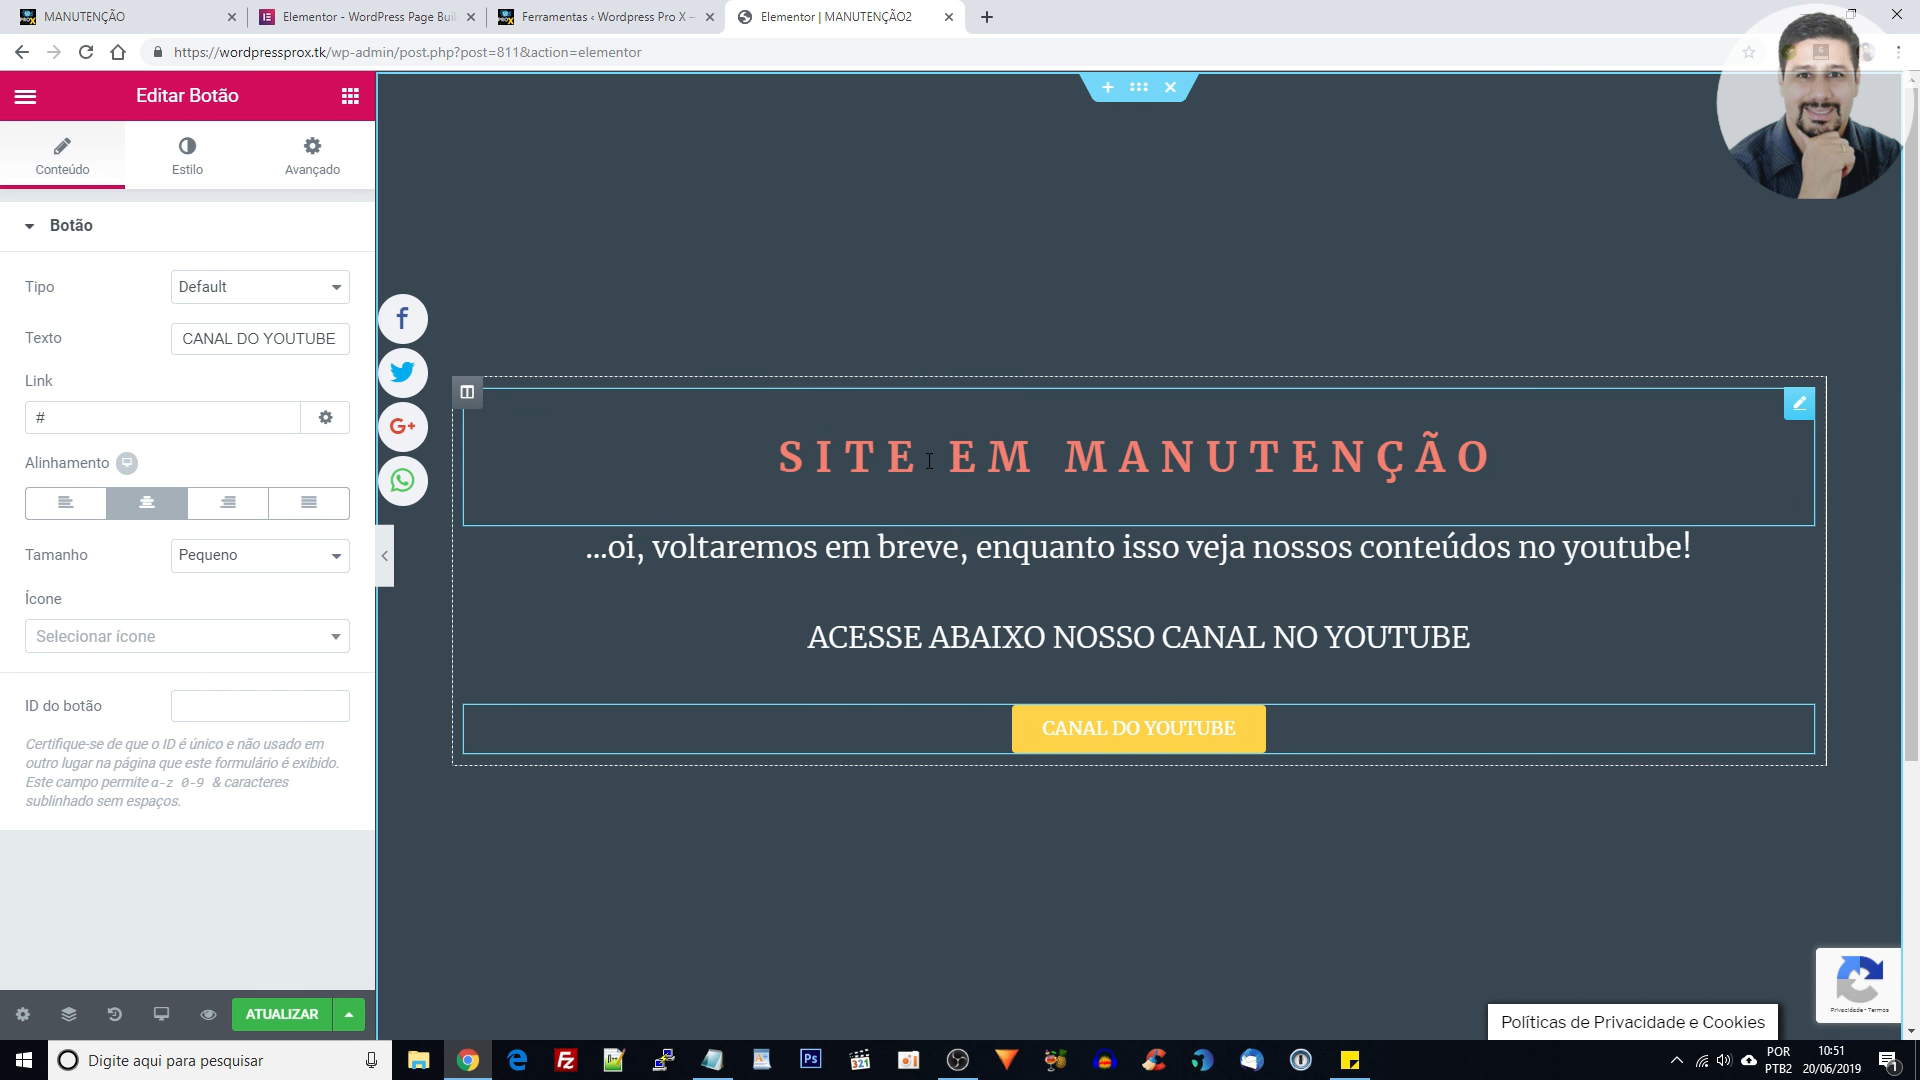 MANUTENÇÃO
Elementor - WordPress Page Buil
Ferramentas ‹ Wordpress Pro X –
Elementor | MANUTENÇÃO2
https://wordpressprox.tk/wp-admin/post.php?post=811&action=elementor
Editar Botão
Conteúdo
Estilo
Avançado
Botão
Tipo
Default
Texto
CANAL DO YOUTUBE
Link
#
Alinhamento
Tamanho
Pequeno
Ícone
Selecionar ícone
ID do botão
Certifique-se de que o ID é único e não usado em
outro lugar na página que este formulário é exibido.
Este campo permite a-z 0-9 & caracteres
sublinhado sem espaços.
ATUALIZAR
SITE EM MANUTENÇÃO
...oi, voltaremos em breve, enquanto isso veja nossos conteúdos no youtube!
ACESSE ABAIXO NOSSO CANAL NO YOUTUBE
CANAL DO YOUTUBE
Privacidade - Termos
Políticas de Privacidade e Cookies
Digite aqui para pesquisar
POR
PTB2
10:51
20/06/2019
1